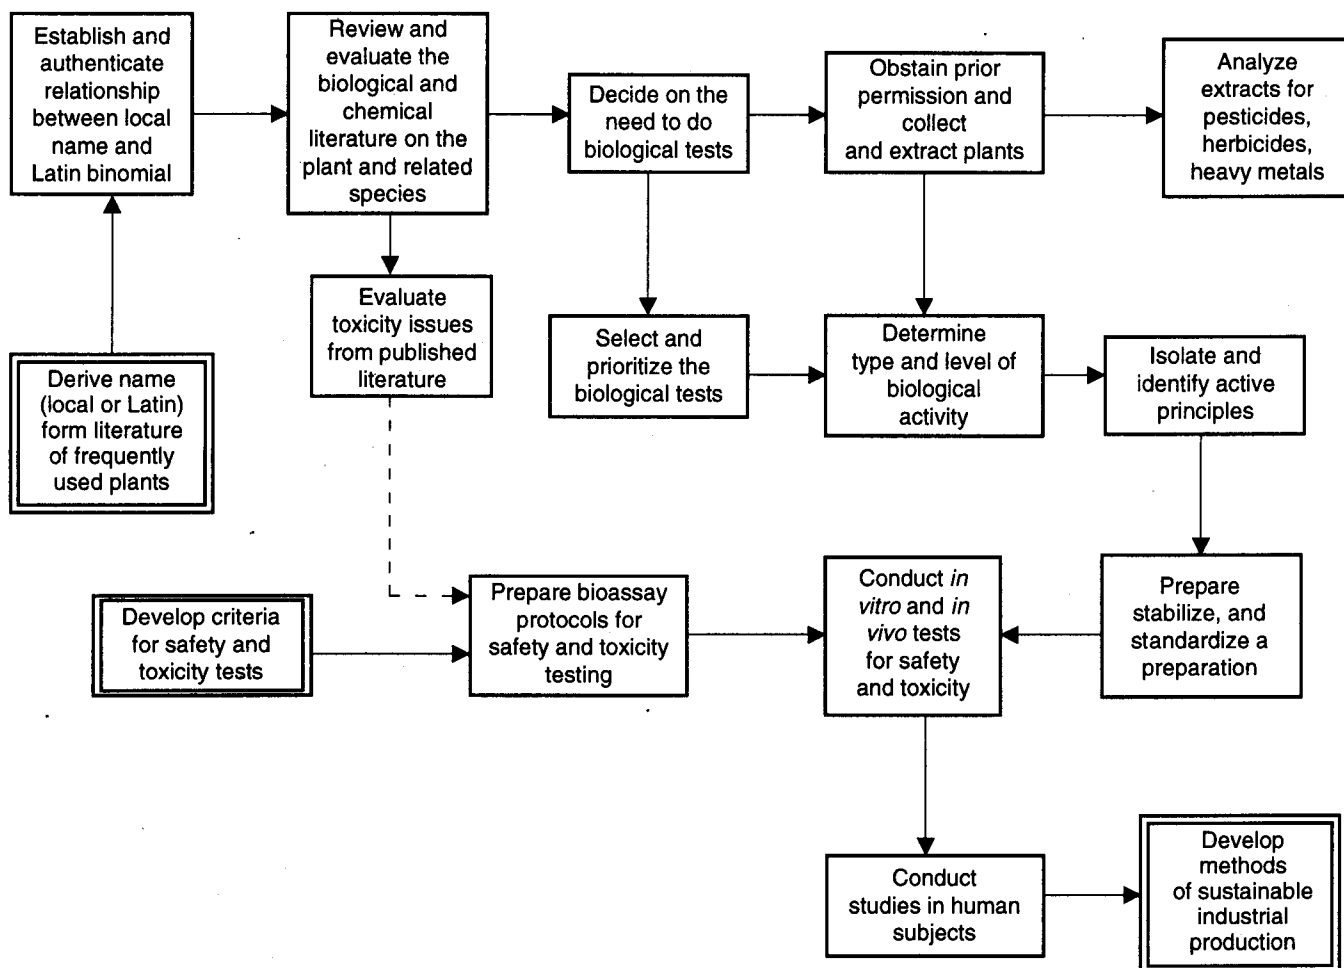 Establish and
authenticate
relationship
between local
name and
Latin binomial
Review and
evaluate the
biological and
chemical
literature on the
plant and related
species
Decide on the
need to do
biological tests
Obstain prior
permission and
collect
and extract plants
Analyze
extracts for
pesticides,
herbicides,
heavy metals
Evaluate
toxicity issues
from published
literature
Select and
prioritize the
biological tests
Determine
type and level of
biological
activity
Isolate and
identify active
principles
Derive name
(local or Latin)
form literature
of frequently
used plants
Develop criteria
for safety and
toxicity tests
Prepare bioassay
protocols for
safety and toxicity
testing
Conduct in
vitro and in
vivo tests
for safety
and toxicity
Prepare
stabilize, and
standardize a
preparation
Conduct
studies in human
subjects
Develop
methods
of sustainable
industrial
production